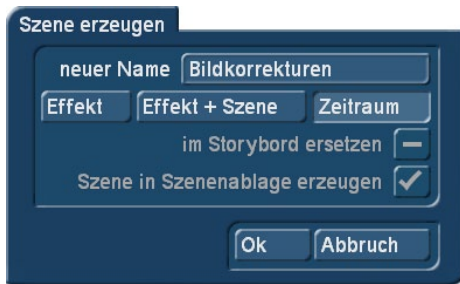 Szene erzeugen
neuer Name Bildkorrekturen
Effekt Effekt + Szene Zeitraum
im Storybord ersetzen
Szene in Szenenablage erzeugen
Ok Abbruch